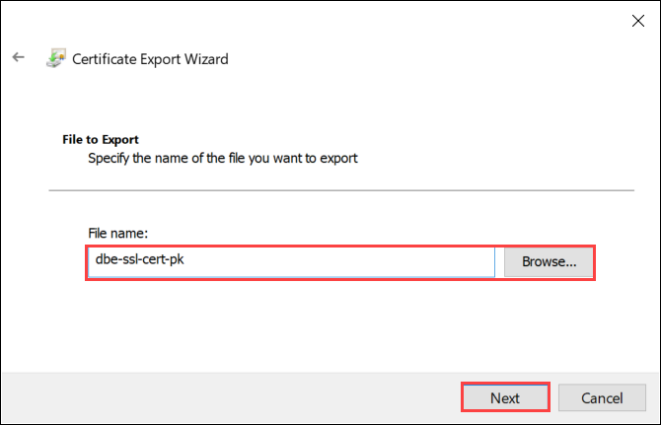 Certificate Export Wizard
File to Export
Specify the name of the file you want to export
File name:
dbe-ssl-cert-pk
Browse...
Next
Cancel